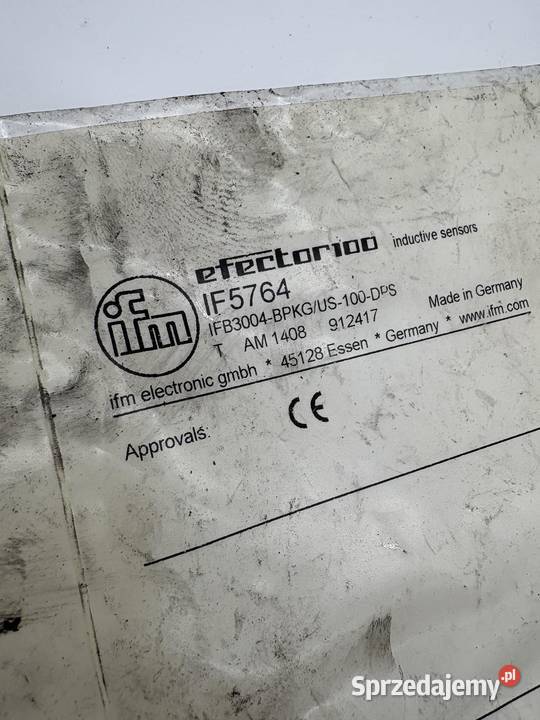 efector100 inductive sensors
ifm
IF5764
IFB3004-BPKG/US-100-DPS
T AM 1408 912417 Made in Germany
ifm electronic gmbh * 45128 Essen * Germany * www.ifm.com
Approvals:
CE
Sprzedajemy.pl